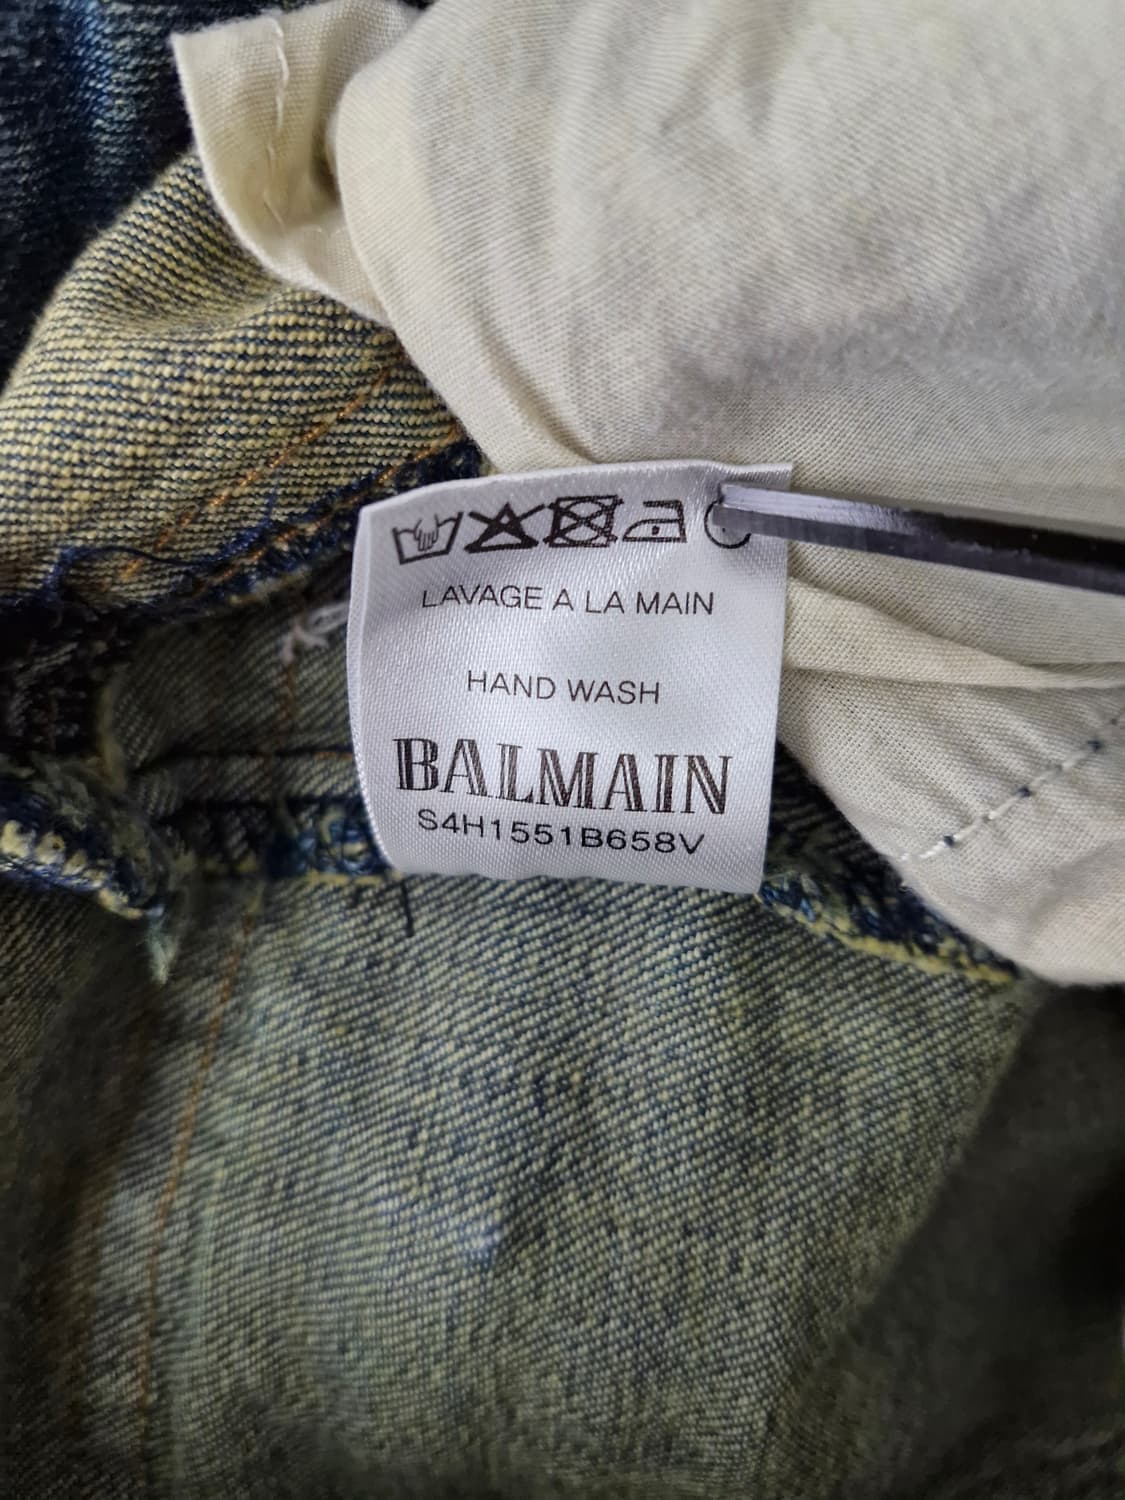 LAVAGE A LA MAIN
HAND WASH
BALMAIN
S4H1551B658V